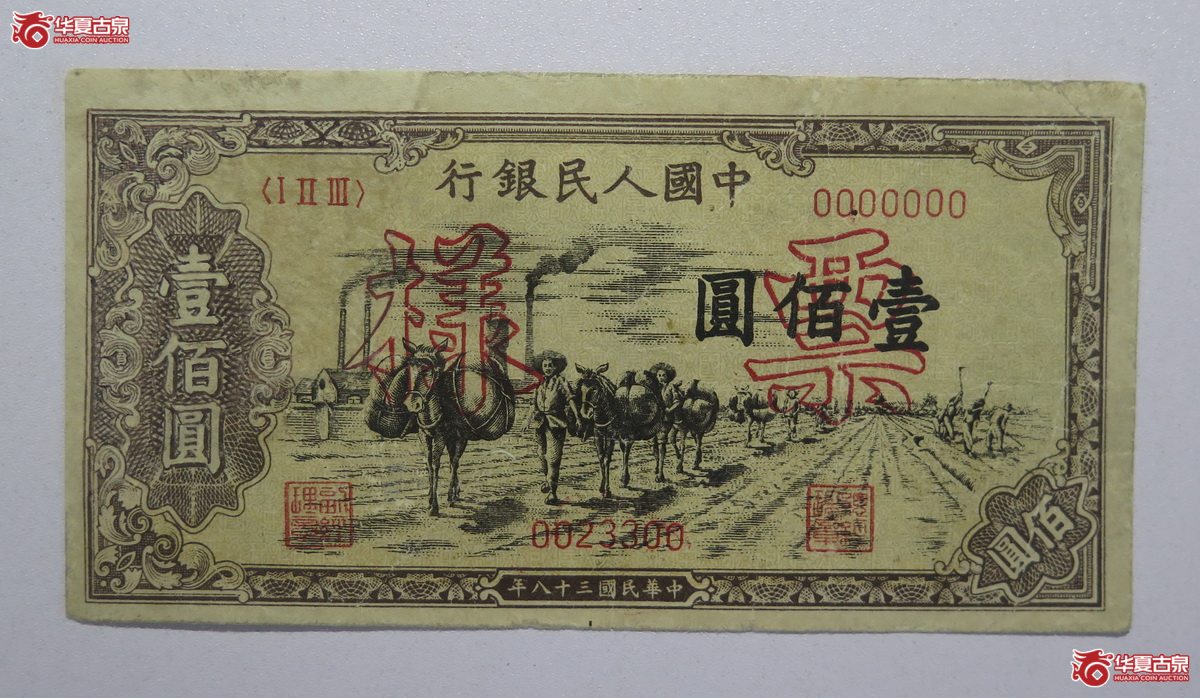 华夏古泉
HUAXIA COIN AUCTION
中國人民銀行
〈I II III〉
0000000
樣票
壹佰圓
壹佰圓
0023300
佰圓
中華民國三十八年
华夏古泉
HUAXIA COIN AUCTION